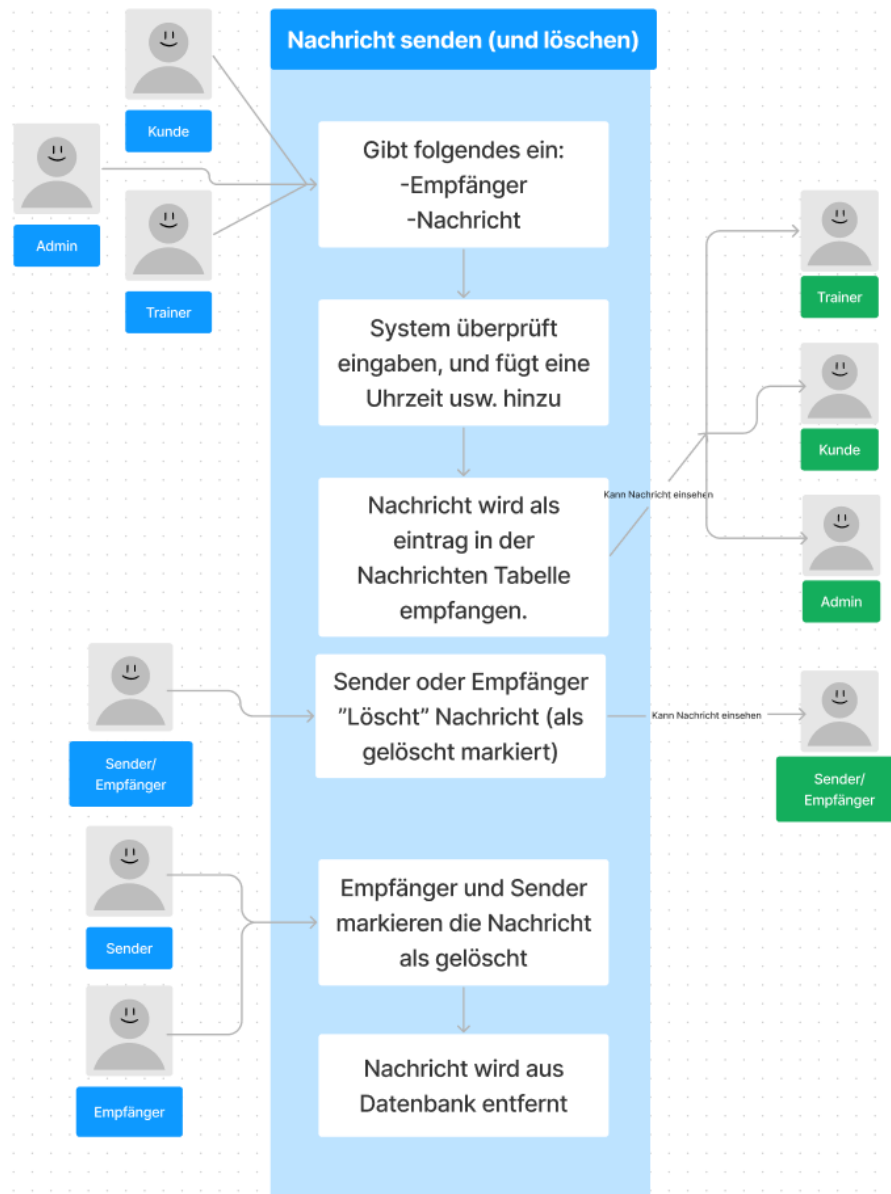 Nachricht senden (und löschen)
Kunde
Admin
Trainer
Gibt folgendes ein:
-Empfänger
-Nachricht
System überprüft
eingaben, und fügt eine
Uhrzeit usw. hinzu
Nachricht wird als
eintrag in der
Nachrichten Tabelle
empfangen.
Kann Nachricht einsehen
Trainer
Kunde
Admin
Sender/
Empfänger
Sender oder Empfänger
"Löscht" Nachricht (als
gelöscht markiert)
Kann Nachricht einsehen
Sender/
Empfänger
Sender
Empfänger
Empfänger und Sender
markieren die Nachricht
als gelöscht
Nachricht wird aus
Datenbank entfernt